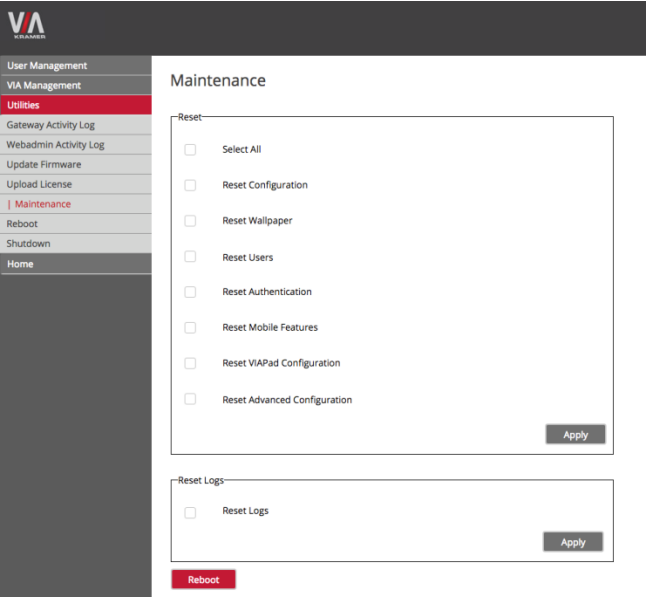 VIA
KRAMER
User Management
VIA Management
Utilities
Gateway Activity Log
Webadmin Activity Log
Update Firmware
Upload License
| Maintenance
Reboot
Shutdown
Home
Maintenance
Reset
Select All
Reset Configuration
Reset Wallpaper
Reset Users
Reset Authentication
Reset Mobile Features
Reset VIAPad Configuration
Reset Advanced Configuration
Apply
Reset Logs
Reset Logs
Apply
Reboot